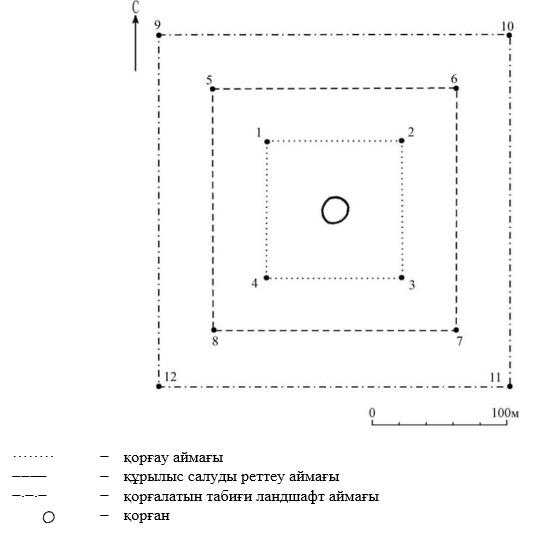 С
9
10
5
6
1
2
4
3
8
7
12
11
0
100м
– қорғау аймағы
– құрылыс салуды реттеу аймағы
– қорғалатын табиғи ландшафт аймағы
– қорған